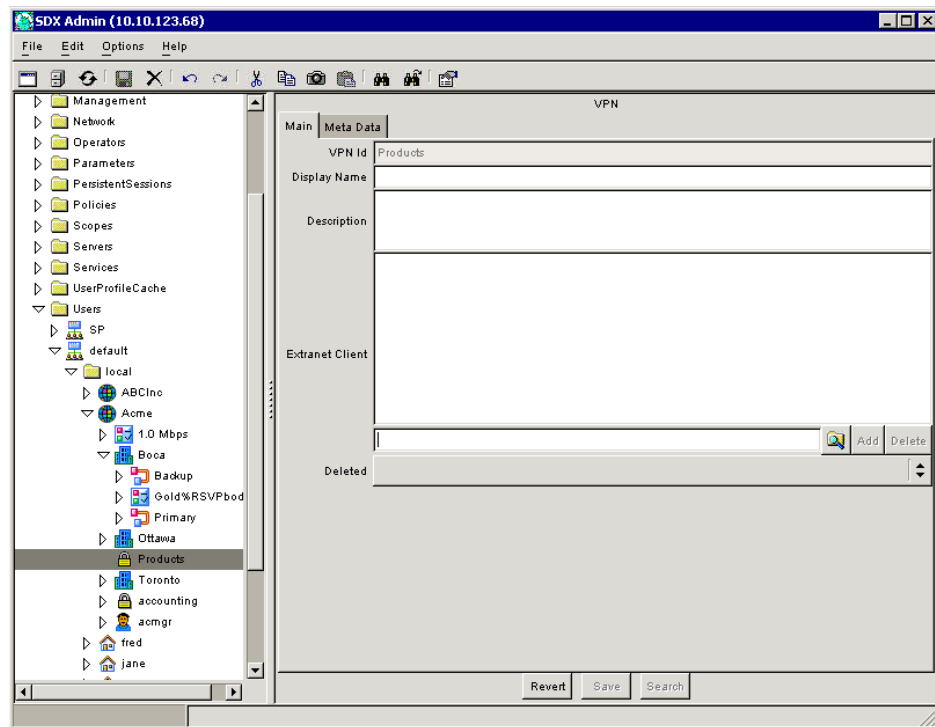 SDX Admin (10.10.123.68)
File Edit Options Help
Management
Network
Operators
Parameters
PersistentSessions
Policies
Scopes
Servers
Services
UserProfileCache
Users
SP
default
local
ABCInc
Acme
1.0 Mbps
Boca
Backup
Gold%RSVPbod
Primary
Ottawa
Products
Toronto
accounting
acmgr
fred
jane
VPN
Main Meta Data
VPN Id Products
Display Name
Description
Extranet Client
Add Delete
Deleted
Revert Save Search